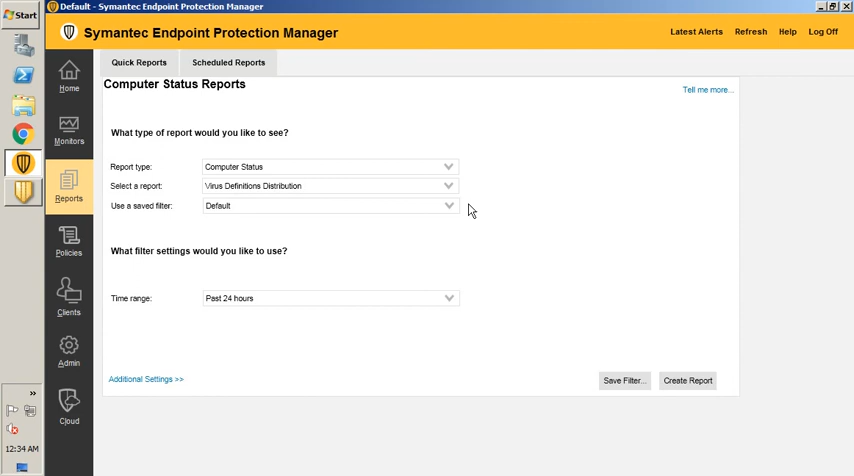 Default - Symantec Endpoint Protection Manager
Start
Symantec Endpoint Protection Manager
Latest Alerts Refresh Help Log Off
Quick Reports Scheduled Reports
Computer Status Reports
Tell me more...
Home
Monitors
Reports
Policies
Clients
Admin
Cloud
What type of report would you like to see?
Report type: Computer Status
Select a report: Virus Definitions Distribution
Use a saved filter: Default
What filter settings would you like to use?
Time range: Past 24 hours
Additional Settings >>
Save Filter... Create Report
12:34 AM